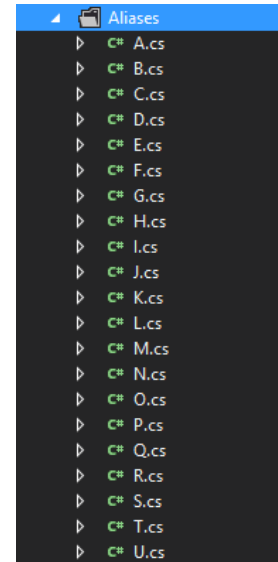 Aliases
C# A.cs
C# B.cs
C# C.cs
C# D.cs
C# E.cs
C# F.cs
C# G.cs
C# H.cs
C# I.cs
C# J.cs
C# K.cs
C# L.cs
C# M.cs
C# N.cs
C# O.cs
C# P.cs
C# Q.cs
C# R.cs
C# S.cs
C# T.cs
C# U.cs